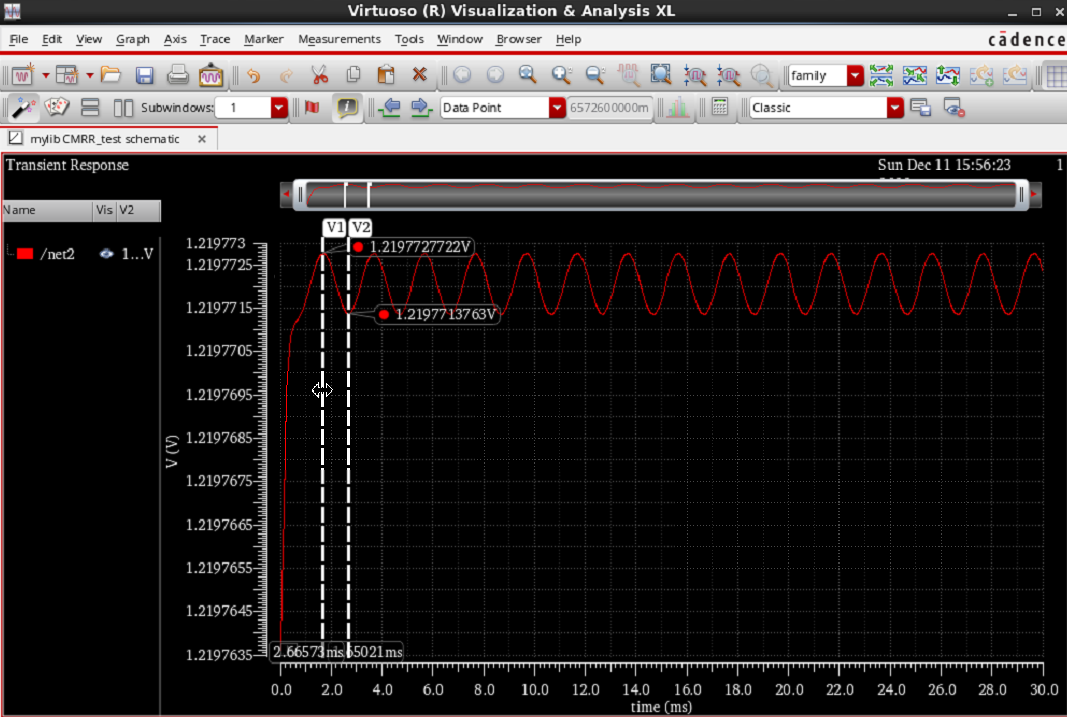 Virtuoso (R) Visualization & Analysis XL
File Edit View Graph Axis Trace Marker Measurements Tools Window Browser Help cādence
family
Subwindows: 1 Data Point 6572600000m Classic
mylib CMRR_test schematic
Transient Response Sun Dec 11 15:56:23 1
Name Vis V2
/net2 1...V
V1 V2
1.2197727722V
1.2197713763V
1.219773
1.2197725
1.2197715
1.2197705
1.2197695
1.2197685
1.2197675
1.2197665
1.2197655
1.2197645
1.2197635
V (V)
2.66573ms 65021ms
0.0 2.0 4.0 6.0 8.0 10.0 12.0 14.0 16.0 18.0 20.0 22.0 24.0 26.0 28.0 30.0
time (ms)